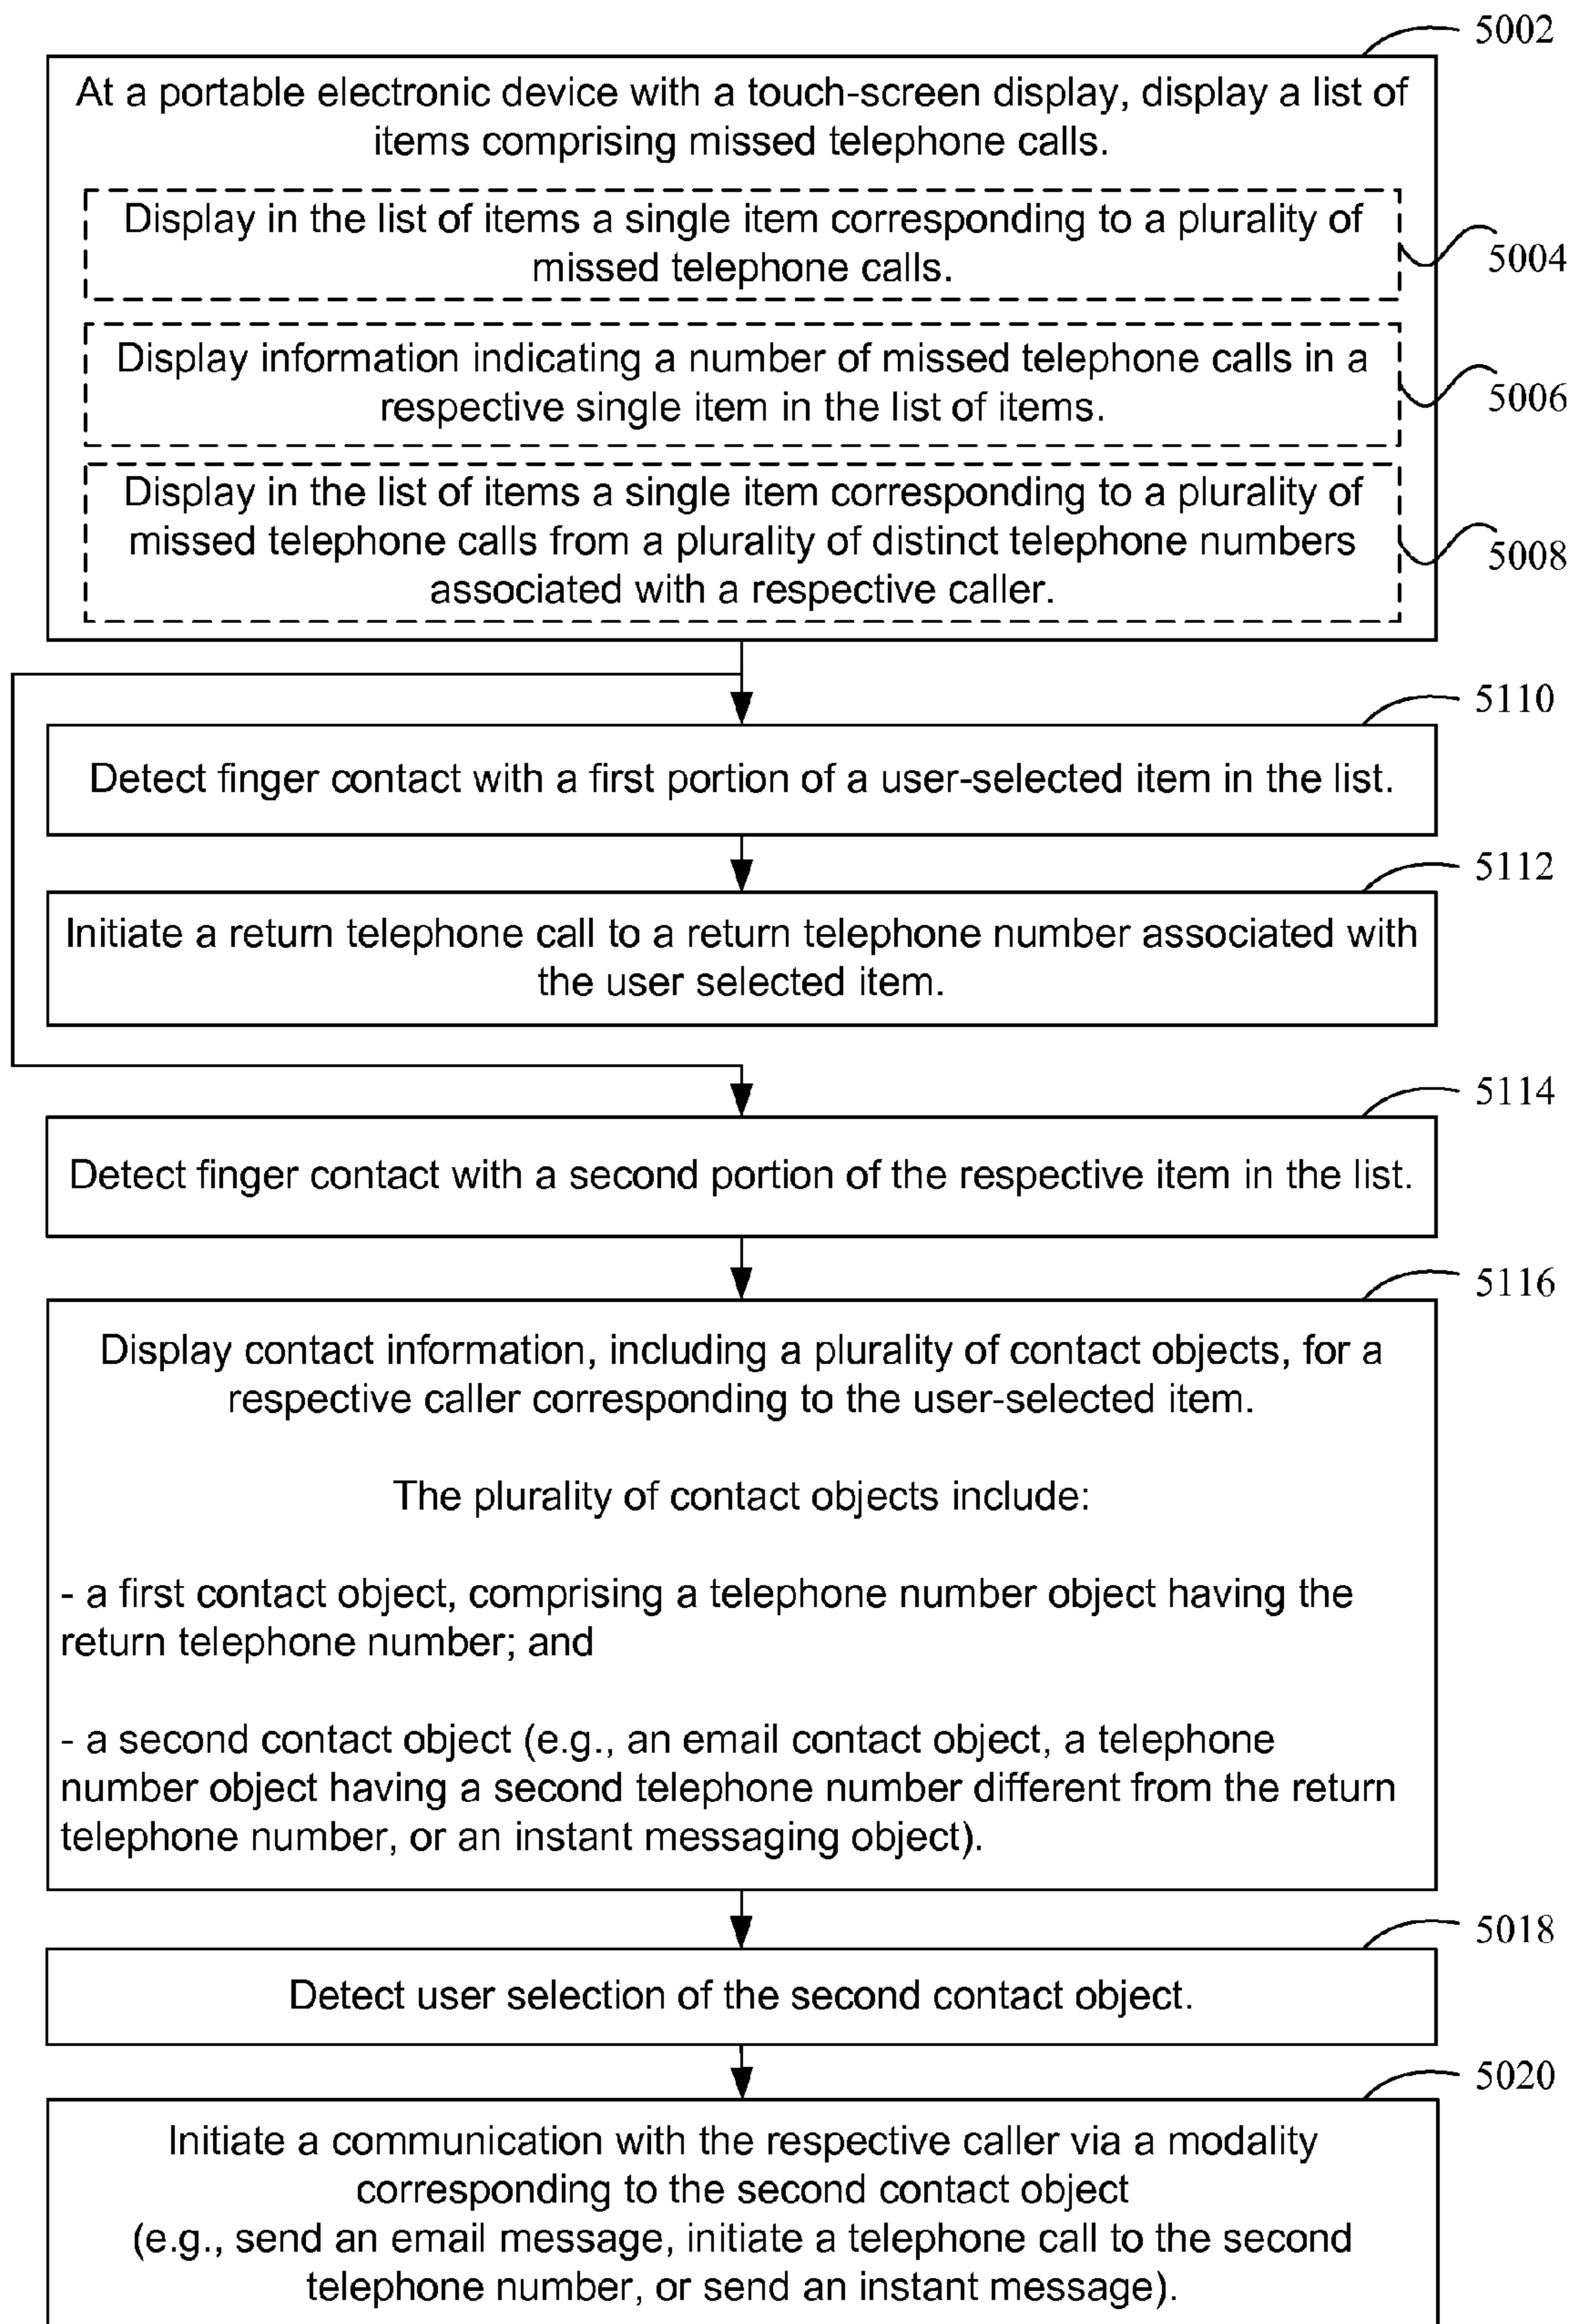 5002
At a portable electronic device with a touch-screen display, display a list of
items comprising missed telephone calls.
Display in the list of items a single item corresponding to a plurality of
missed telephone calls.
5004
Display information indicating a number of missed telephone calls in a
respective single item in the list of items.
5006
Display in the list of items a single item corresponding to a plurality of
missed telephone calls from a plurality of distinct telephone numbers
associated with a respective caller.
5008
5110
Detect finger contact with a first portion of a user-selected item in the list.
5112
Initiate a return telephone call to a return telephone number associated with
the user selected item.
5114
Detect finger contact with a second portion of the respective item in the list.
5116
Display contact information, including a plurality of contact objects, for a
respective caller corresponding to the user-selected item.
The plurality of contact objects include:
- a first contact object, comprising a telephone number object having the
return telephone number; and
- a second contact object (e.g., an email contact object, a telephone
number object having a second telephone number different from the return
telephone number, or an instant messaging object).
5018
Detect user selection of the second contact object.
5020
Initiate a communication with the respective caller via a modality
corresponding to the second contact object
(e.g., send an email message, initiate a telephone call to the second
telephone number, or send an instant message).